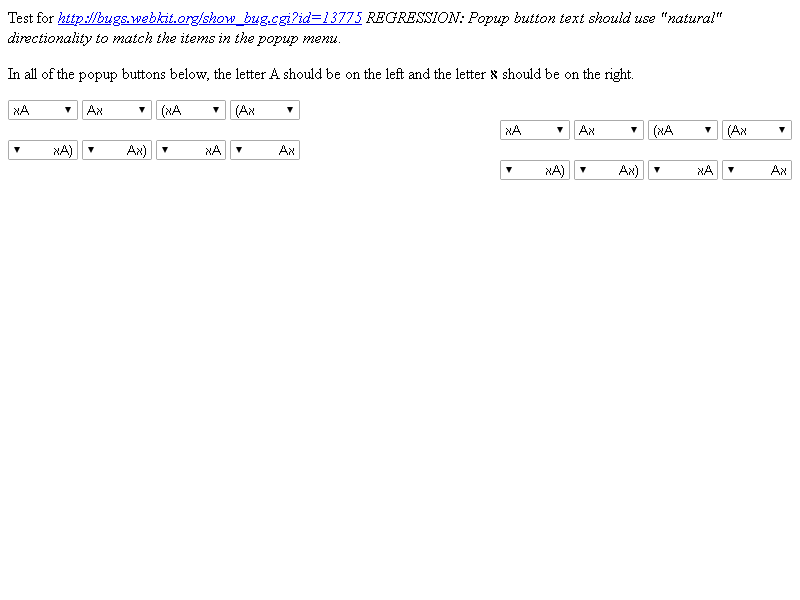 Test for http://bugs.webkit.org/show_bug.cgi?id=13775 REGRESSION: Popup button text should use "natural"
directionality to match the items in the popup menu.
In all of the popup buttons below, the letter A should be on the left and the letter א should be on the right.
‭אA ▼ Aא ▼ (אA ▼ (Aא ▼‬
‭אA ▼ Aא ▼ (אA ▼ (Aא ▼‬
‭▼ אA) ▼ Aא) ▼ אA ▼ Aא‬
‭▼ אA) ▼ Aא) ▼ אA ▼ Aא‬